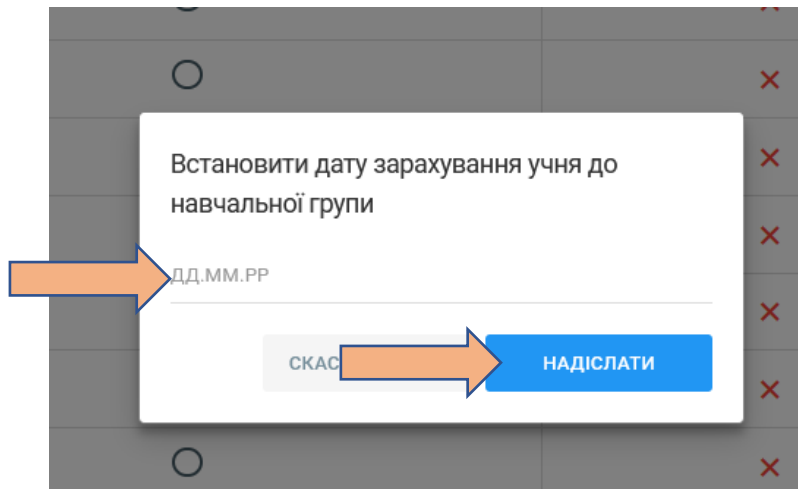 Встановити дату зарахування учня до
навчальної групи
ДД.ММ.РР
СКАС
НАДІСЛАТИ